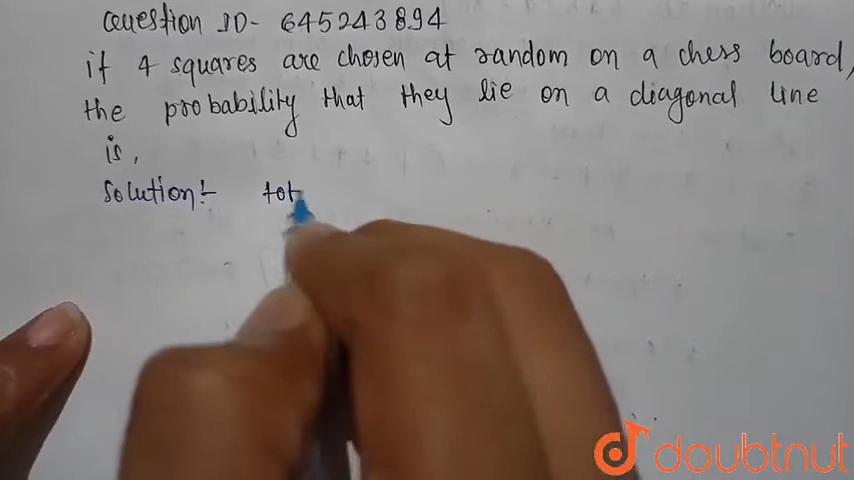 Question ID- 645243894
if 4 squares are chosen at random on a chess board,
the probability that they lie on a diagonal line
is,
Solution:- tot
doubtnut